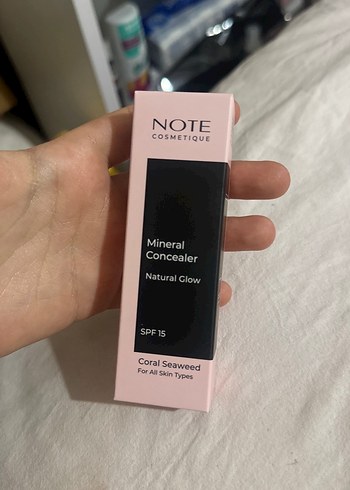 NOTE
COSMETIQUE
Mineral
Concealer
Natural Glow
SPF 15
Coral Seaweed
For All Skin Types